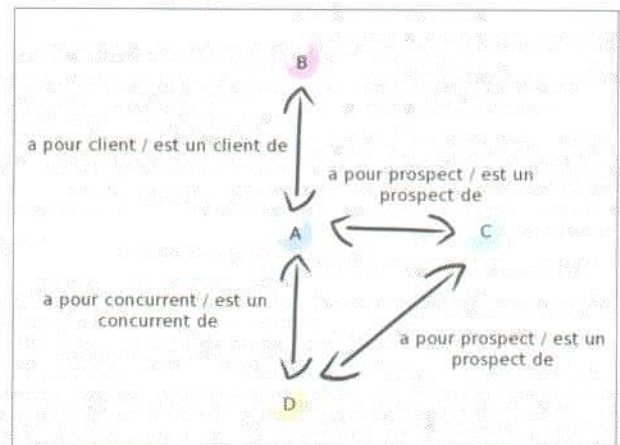 B
a pour client / est un client de
a pour prospect / est un
prospect de
A
C
a pour concurrent / est un
concurrent de
a pour prospect / est un
prospect de
D